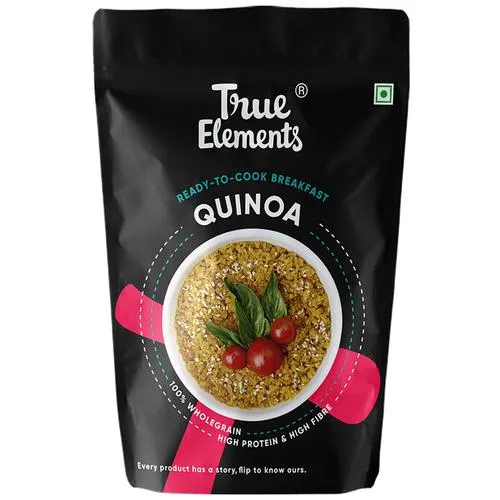 True ®
Elements
READY-TO-COOK BREAKFAST
QUINOA
100% WHOLEGRAIN
HIGH PROTEIN & HIGH FIBRE
Every product has a story, flip to know ours.